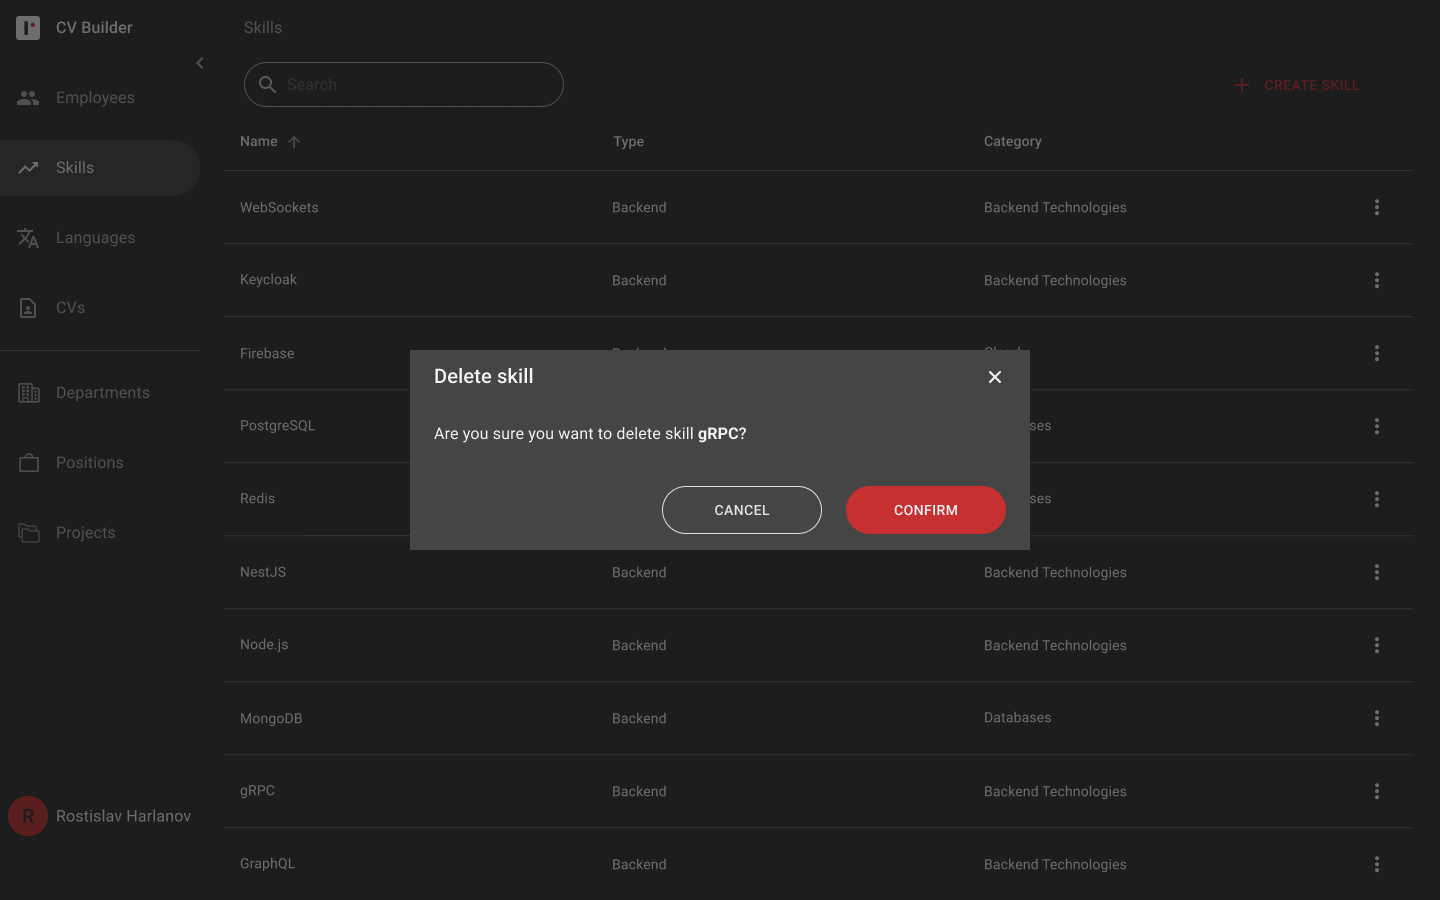 CV Builder
Skills
Employees
Search
CREATE SKILL
Name
Type
Category
Skills
WebSockets
Backend
Backend Technologies
Languages
Keycloak
Backend
Backend Technologies
CVs
Firebase
Departments
Delete skill
PostgreSQL
Are you sure you want to delete skill gRPC?
Positions
Redis
CANCEL
CONFIRM
Projects
NestJS
Backend
Backend Technologies
Node.js
Backend
Backend Technologies
MongoDB
Backend
Databases
gRPC
Backend
Backend Technologies
R
Rostislav Harlanov
GraphQL
Backend
Backend Technologies